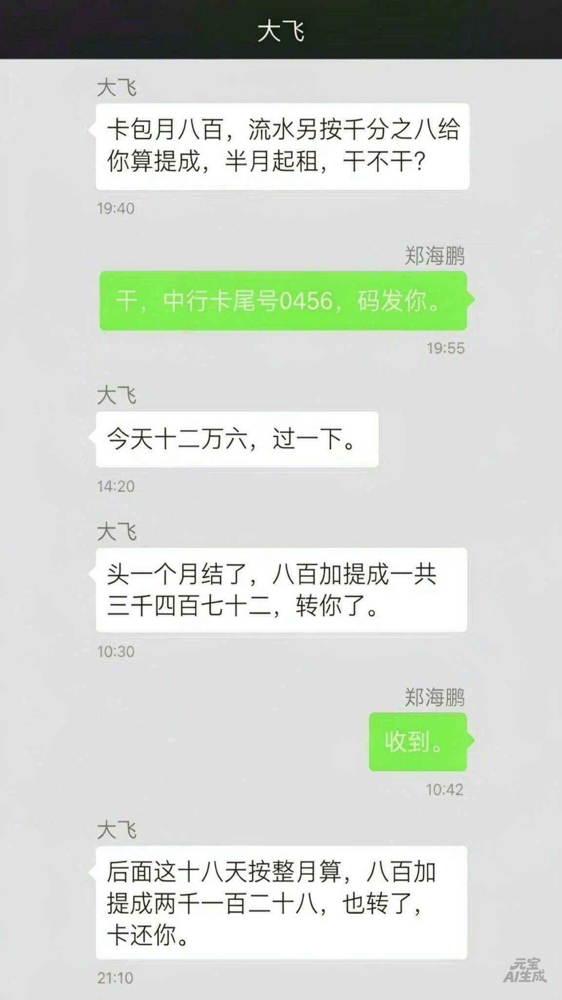 大飞
大飞
卡包月八百，流水另按千分之八给
你算提成，半月起租，干不干？
19:40
郑海鹏
干，中行卡尾号0456，码发你。
19:55
大飞
今天十二万六，过一下。
14:20
大飞
头一个月结了，八百加提成一共
三千四百七十二，转你了。
10:30
郑海鹏
收到。
10:42
大飞
后面这十八天按整月算，八百加
提成两千一百二十八，也转了，
卡还你。
21:10
元宝
AI生成